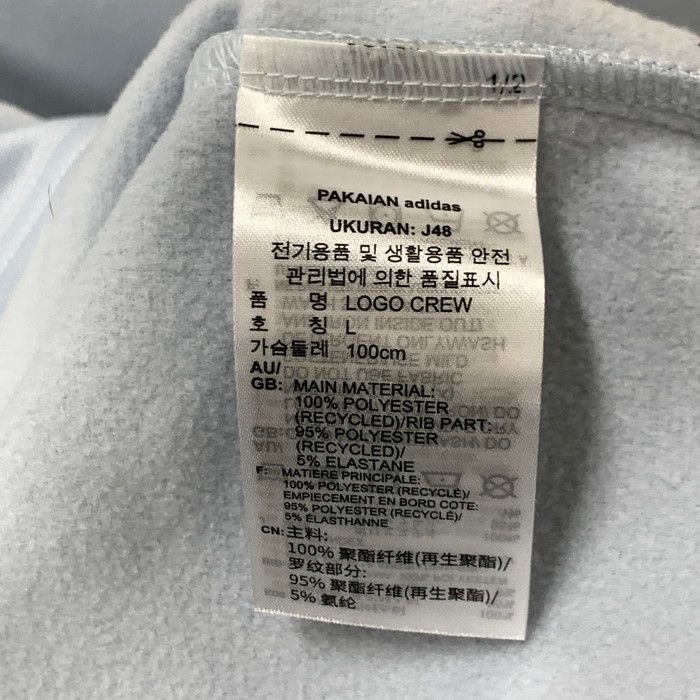 1/2
PAKAIAN adidas
UKURAN: J48
전기용품 및 생활용품 안전
관리법에 의한 품질표시
품 명 LOGO CREW
호 칭 L
가슴둘레 100cm
AU/
GB: MAIN MATERIAL:
100% POLYESTER
(RECYCLED)/RIB PART:
95% POLYESTER
(RECYCLED)/
5% ELASTANE
F: MATIÈRE PRINCIPALE:
100% POLYESTER (RECYCLÉ)/
EMPIECEMENT EN BORD COTE:
95% POLYESTER (RECYCLÉ)/
5% ÉLASTHANNE
CN: 主料:
100% 聚酯纤维(再生聚酯)/
罗纹部分:
95% 聚酯纤维(再生聚酯)/
5% 氨纶